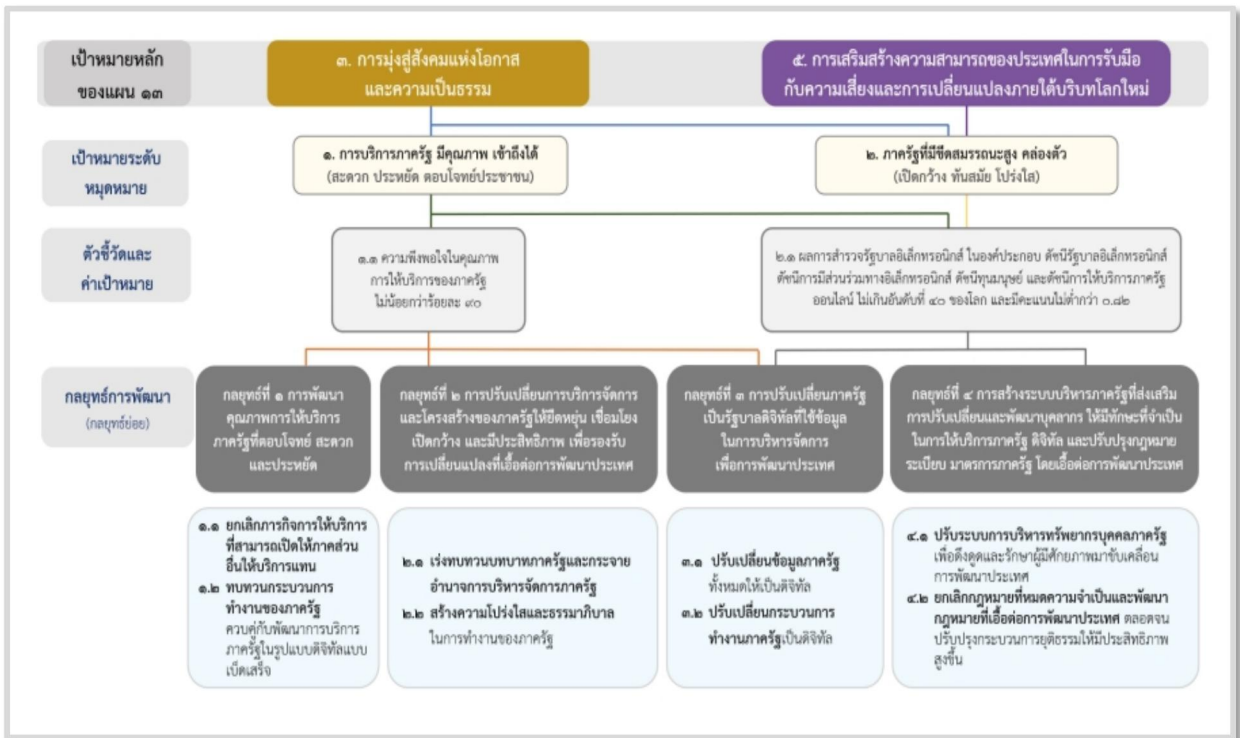 เป้าหมายหลัก
ของแผน ๑๓
๓. การมุ่งสู่สังคมแห่งโอกาส
และความเป็นธรรม
๕. การเสริมสร้างความสามารถของประเทศในการรับมือ
กับความเสี่ยงและการเปลี่ยนแปลงภายใต้บริบทโลกใหม่
เป้าหมายระดับ
หมุดหมาย
๑. การบริการภาครัฐ มีคุณภาพ เข้าถึงได้
(สะดวก ประหยัด ตอบโจทย์ประชาชน)
๒. ภาครัฐที่มีขีดสมรรถนะสูง คล่องตัว
(เปิดกว้าง ทันสมัย โปร่งใส)
ตัวชี้วัดและ
ค่าเป้าหมาย
๑.๑ ความพึงพอใจในคุณภาพ
การให้บริการของภาครัฐ
ไม่น้อยกว่าร้อยละ ๙๐
๒.๑ ผลการสำรวจรัฐบาลอิเล็กทรอนิกส์ ในองค์ประกอบ ดัชนีรัฐบาลอิเล็กทรอนิกส์
ดัชนีการมีส่วนร่วมทางอิเล็กทรอนิกส์ ดัชนีทุนมนุษย์ และดัชนีการให้บริการภาครัฐ
ออนไลน์ ไม่เกินอันดับที่ ๔๐ ของโลก และมีคะแนนไม่ต่ำกว่า ๐.๘๒
กลยุทธ์การพัฒนา
(กลยุทธ์ย่อย)
กลยุทธ์ที่ ๑ การพัฒนา
คุณภาพการให้บริการ
ภาครัฐที่ตอบโจทย์ สะดวก
และประหยัด
กลยุทธ์ที่ ๒ การปรับเปลี่ยนการบริหารจัดการ
และโครงสร้างของภาครัฐให้ยืดหยุ่น เชื่อมโยง
เปิดกว้าง และมีประสิทธิภาพ เพื่อรองรับ
การเปลี่ยนแปลงที่เอื้อต่อการพัฒนาประเทศ
กลยุทธ์ที่ ๓ การปรับเปลี่ยนภาครัฐ
เป็นรัฐบาลดิจิทัลที่ใช้ข้อมูล
ในการบริหารจัดการ
เพื่อการพัฒนาประเทศ
กลยุทธ์ที่ ๔ การสร้างระบบบริหารภาครัฐที่ส่งเสริม
การปรับเปลี่ยนและพัฒนาบุคลากร ให้มีทักษะที่จำเป็น
ในการให้บริการภาครัฐ ดิจิทัล และปรับปรุงกฎหมาย
ระเบียบ มาตรการภาครัฐ โดยเอื้อต่อการพัฒนาประเทศ
๑.๑ ยกเลิกภารกิจการให้บริการ
ที่สามารถเปิดให้ภาคส่วน
อื่นให้บริการแทน
๑.๒ ทบทวนกระบวนการ
ทำงานของภาครัฐ
ควบคู่กับพัฒนาการบริการ
ภาครัฐในรูปแบบดิจิทัลแบบ
เบ็ดเสร็จ
๒.๑ เร่งทบทวนบทบาทภาครัฐและกระจาย
อำนาจการบริหารจัดการภาครัฐ
๒.๒ สร้างความโปร่งใสและธรรมาภิบาล
ในการทำงานของภาครัฐ
๓.๑ ปรับเปลี่ยนข้อมูลภาครัฐ
ทั้งหมดให้เป็นดิจิทัล
๓.๒ ปรับเปลี่ยนกระบวนการ
ทำงานภาครัฐเป็นดิจิทัล
๔.๑ ปรับระบบการบริหารทรัพยากรบุคคลภาครัฐ
เพื่อดึงดูดและรักษาผู้มีศักยภาพมาขับเคลื่อน
การพัฒนาประเทศ
๔.๒ ยกเลิกกฎหมายที่หมดความจำเป็นและพัฒนา
กฎหมายที่เอื้อต่อการพัฒนาประเทศ ตลอดจน
ปรับปรุงกระบวนการยุติธรรมให้มีประสิทธิภาพ
สูงขึ้น